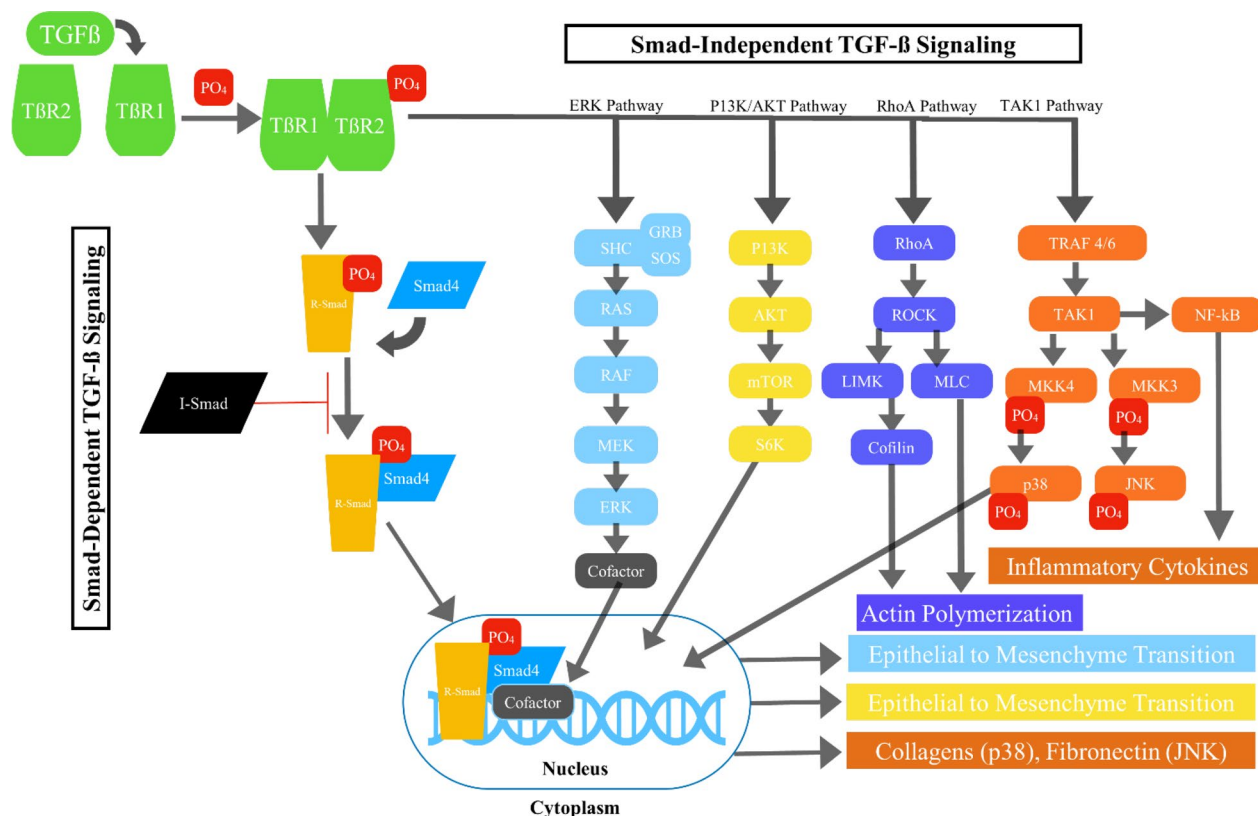 TGFß
TßR2
TßR1
PO₄
TßR1
TßR2
PO₄
Smad-Independent TGF-ß Signaling
ERK Pathway
P13K/AKT Pathway
RhoA Pathway
TAK1 Pathway
Smad-Dependent TGF-ß Signaling
R-Smad
PO₄
Smad4
I-Smad
R-Smad
PO₄
Smad4
SHC
GRB
SOS
RAS
RAF
MEK
ERK
Cofactor
P13K
AKT
mTOR
S6K
RhoA
ROCK
LIMK
MLC
Cofilin
TRAF 4/6
TAK1
NF-kB
MKK4
PO₄
MKK3
PO₄
p38
PO₄
JNK
PO₄
Inflammatory Cytokines
Actin Polymerization
Epithelial to Mesenchyme Transition
Epithelial to Mesenchyme Transition
Collagens (p38), Fibronectin (JNK)
PO₄
R-Smad
Smad4
Cofactor
Nucleus
Cytoplasm